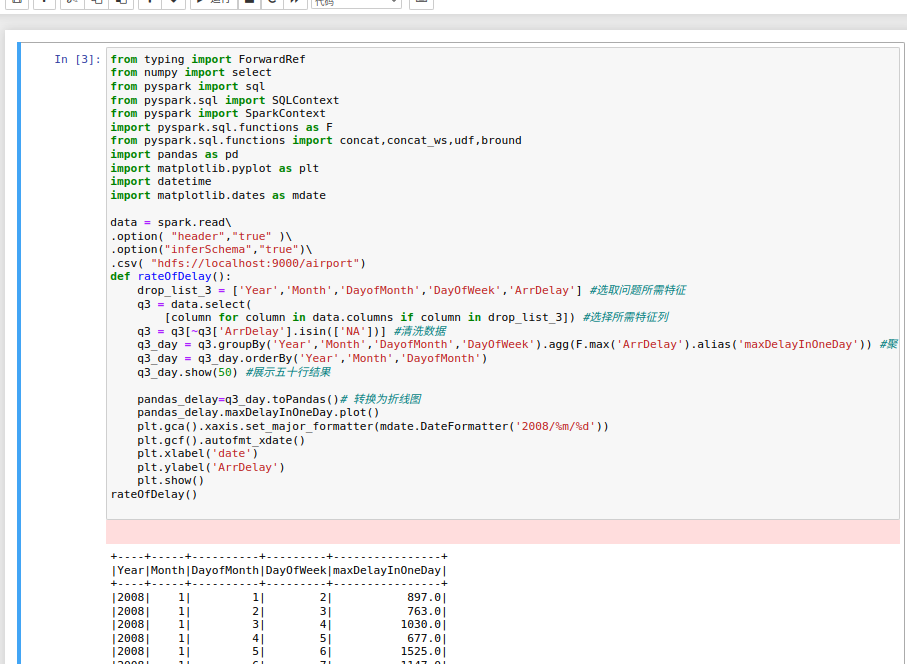 运行
代码
In [3]:
from typing import ForwardRef
from numpy import select
from pyspark import sql
from pyspark.sql import SQLContext
from pyspark import SparkContext
import pyspark.sql.functions as F
from pyspark.sql.functions import concat,concat_ws,udf,bround
import pandas as pd
import matplotlib.pyplot as plt
import datetime
import matplotlib.dates as mdate

data = spark.read\
.option( "header","true" )\
.option("inferSchema","true")\
.csv( "hdfs://localhost:9000/airport")
def rateOfDelay():
    drop_list_3 = ['Year','Month','DayofMonth','DayOfWeek','ArrDelay'] #选取问题所需特征
    q3 = data.select(
        [column for column in data.columns if column in drop_list_3]) #选择所需特征列
    q3 = q3[~q3['ArrDelay'].isin(['NA'])] #清洗数据
    q3_day = q3.groupBy('Year','Month','DayofMonth','DayOfWeek').agg(F.max('ArrDelay').alias('maxDelayInOneDay')) #聚
    q3_day = q3_day.orderBy('Year','Month','DayofMonth')
    q3_day.show(50) #展示五十行结果

    pandas_delay=q3_day.toPandas()# 转换为折线图
    pandas_delay.maxDelayInOneDay.plot()
    plt.gca().xaxis.set_major_formatter(mdate.DateFormatter('2008/%m/%d'))
    plt.gcf().autofmt_xdate()
    plt.xlabel('date')
    plt.ylabel('ArrDelay')
    plt.show()
rateOfDelay()

+----+-----+----------+---------+----------------+
|Year|Month|DayofMonth|DayOfWeek|maxDelayInOneDay|
+----+-----+----------+---------+----------------+
|2008|    1|         1|        2|           897.0|
|2008|    1|         2|        3|           763.0|
|2008|    1|         3|        4|          1030.0|
|2008|    1|         4|        5|           677.0|
|2008|    1|         5|        6|          1525.0|
|2008|    1|         6|        7|          1147.0|